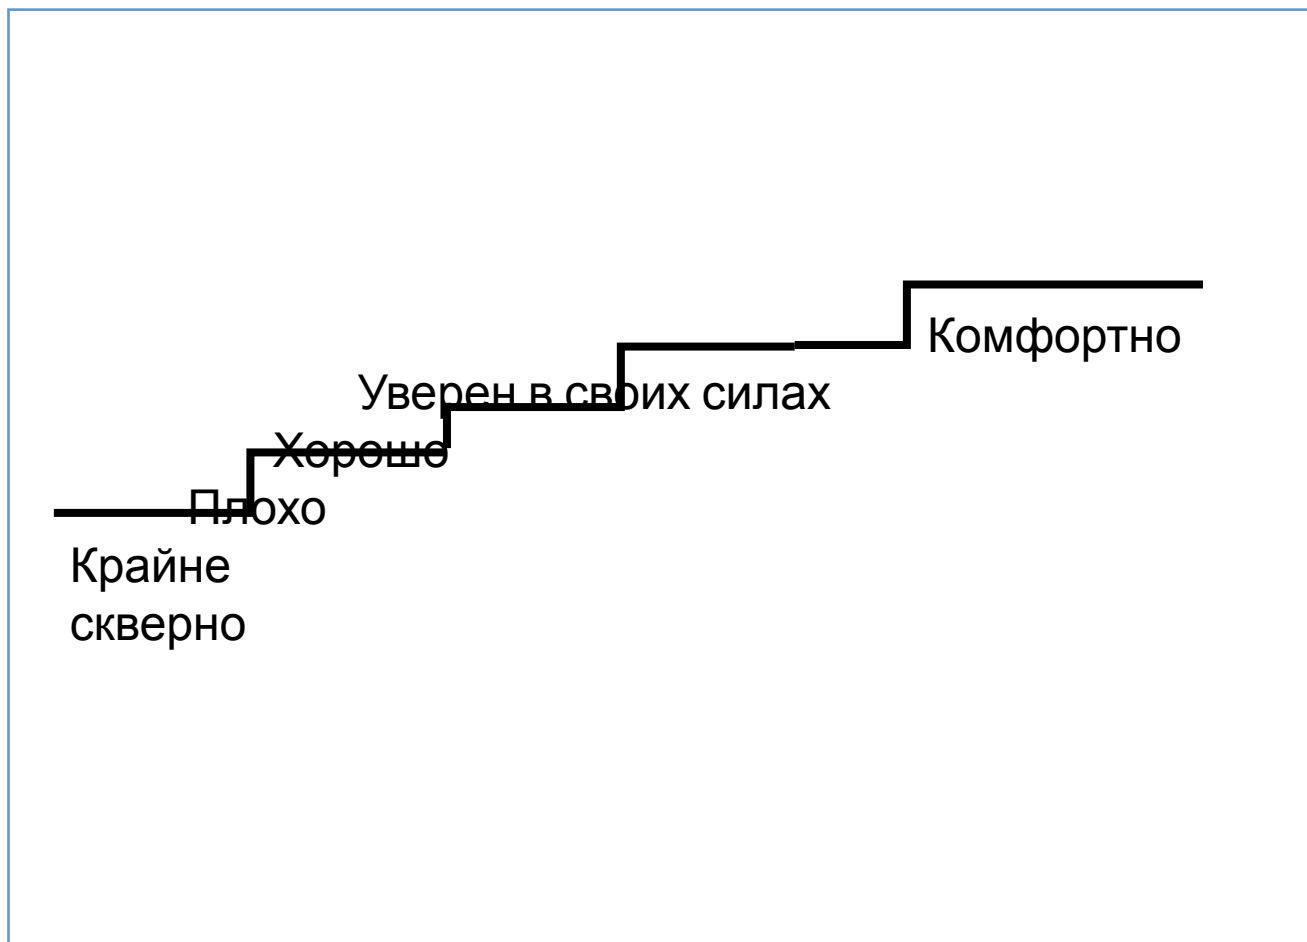 Комфортно
Уверен в своих силах
Хорошо
Плохо
Крайне
скверно